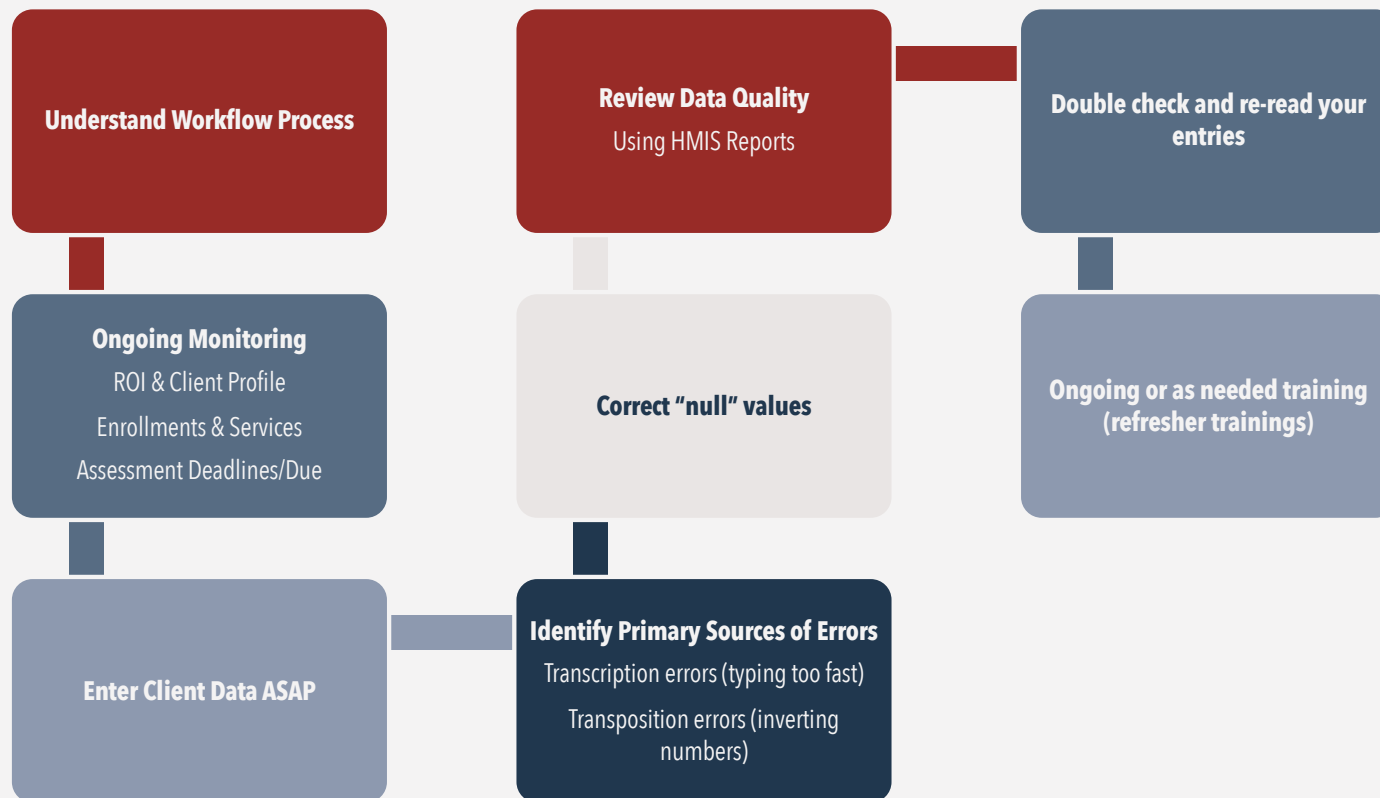 Understand Workflow Process
Ongoing Monitoring
ROI & Client Profile
Enrollments & Services
Assessment Deadlines/Due
Enter Client Data ASAP
Identify Primary Sources of Errors
Transcription errors (typing too fast)
Transposition errors (inverting
numbers)
Correct “null” values
Review Data Quality
Using HMIS Reports
Double check and re-read your
entries
Ongoing or as needed training
(refresher trainings)